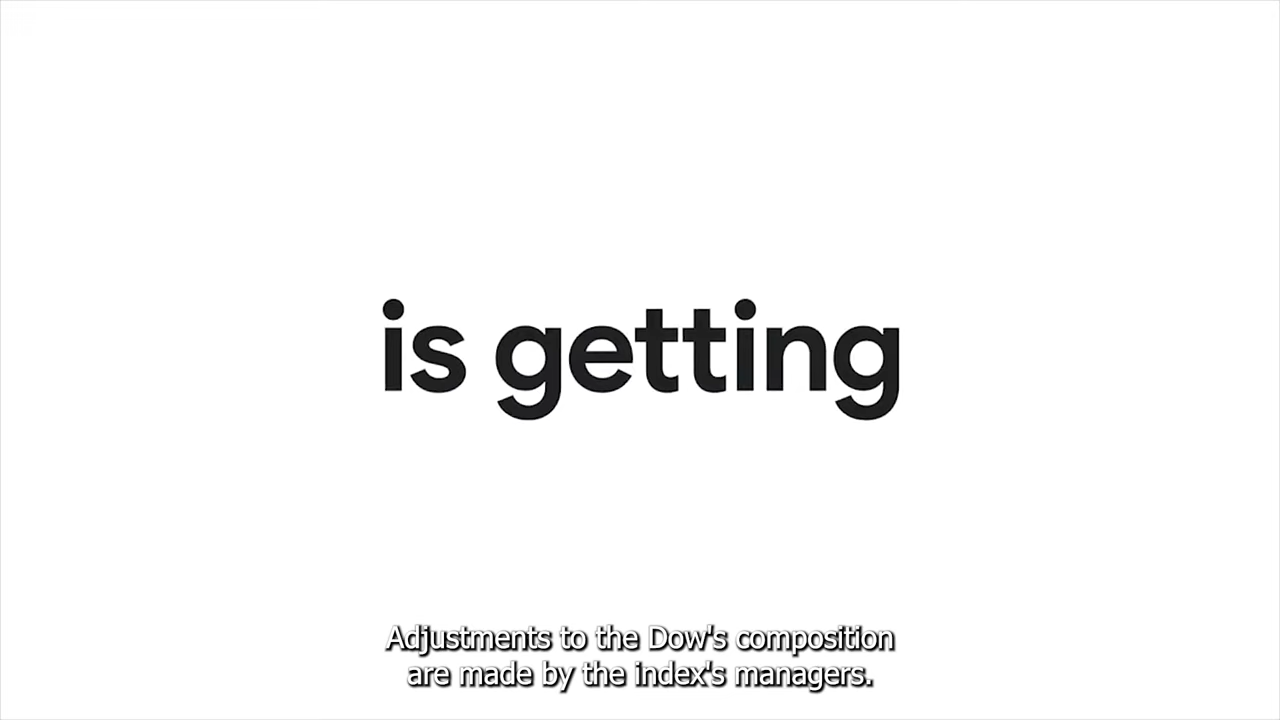 is getting
Adjustments to the Dow's composition
are made by the index's managers.